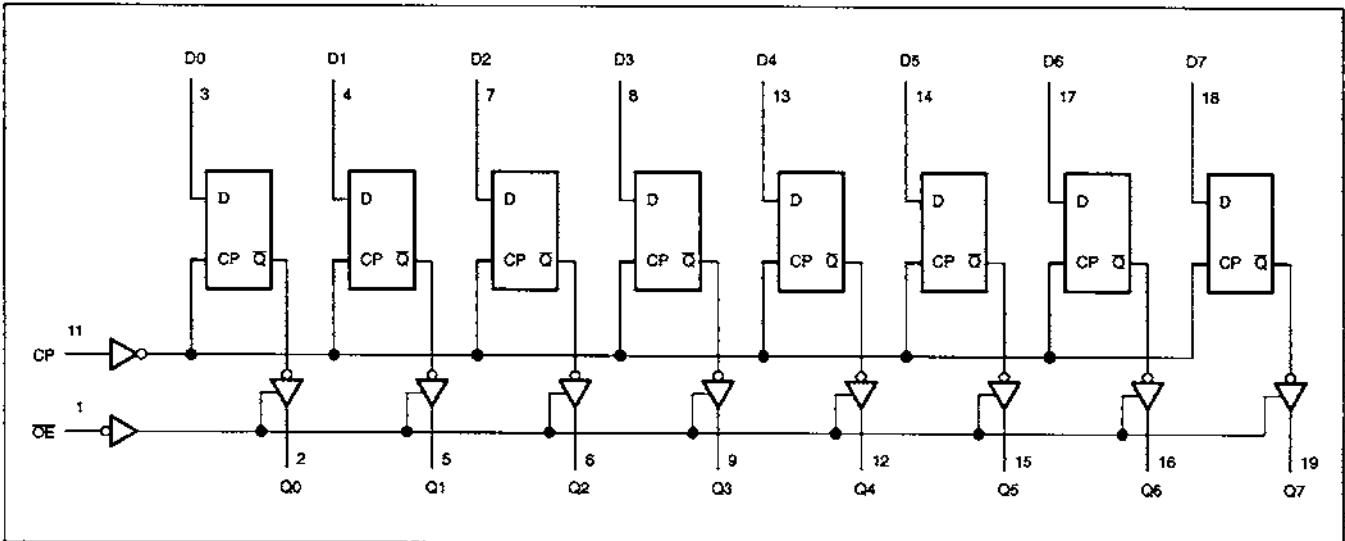 D0 D1 D2 D3 D4 D5 D6 D7
3 4 7 8 13 14 17 18
D D D D D D D D
CP Q̅ CP Q̅ CP Q̅ CP Q̅ CP Q̅ CP Q̅ CP Q̅ CP Q̅
11
CP
1
O̅E̅
2 5 6 9 12 15 16 19
Q0 Q1 Q2 Q3 Q4 Q5 Q6 Q7